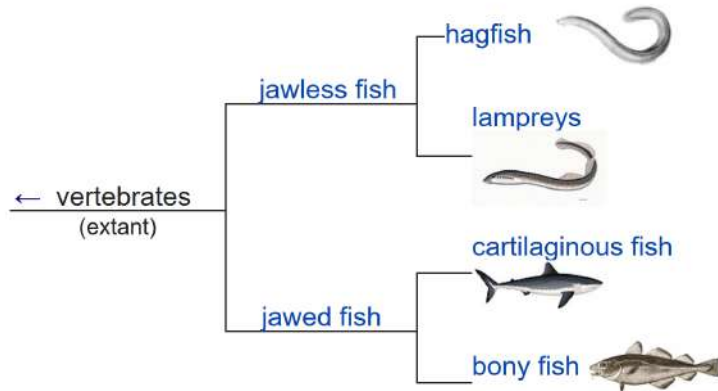 hagfish
jawless fish
lampreys
← vertebrates
(extant)
cartilaginous fish
jawed fish
bony fish